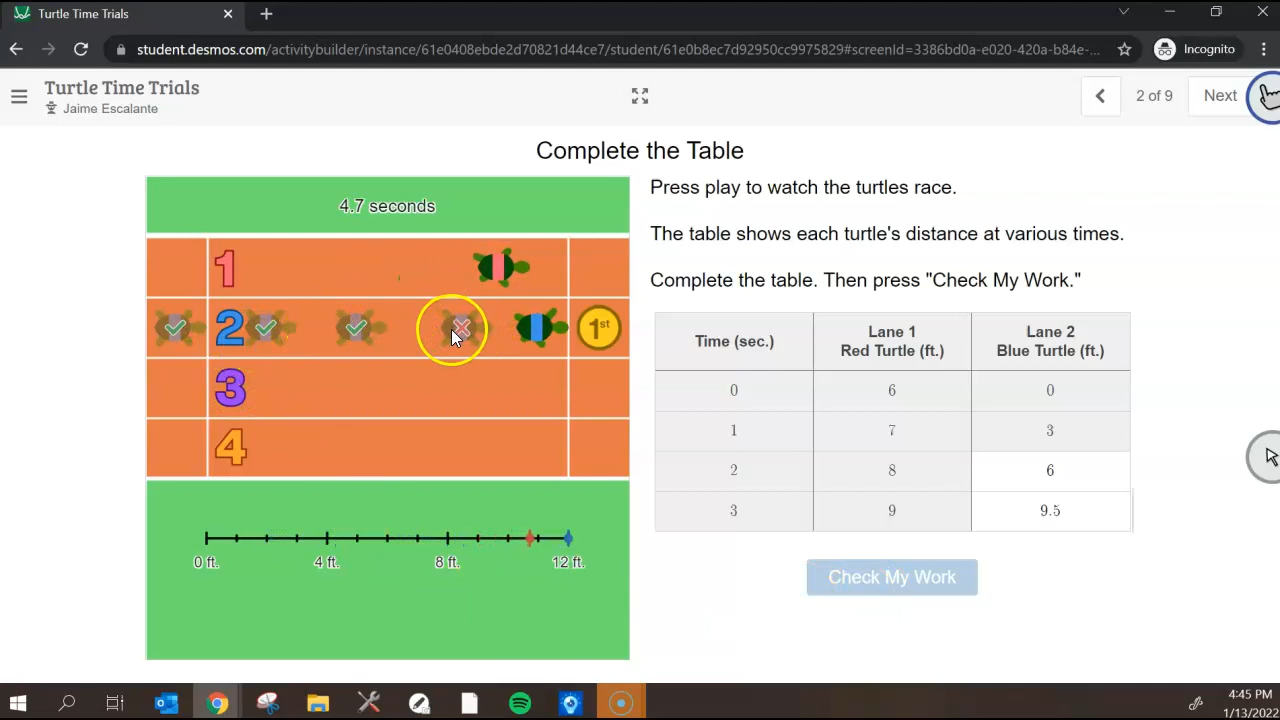 Turtle Time Trials
student.desmos.com/activitybuilder/instance/61e0408ebde2d70821d44ce7/student/61e0b8ec7d92950cc9975829#screenId=3386bd0a-e020-420a-b84e-...
Incognito
Turtle Time Trials
Jaime Escalante
2 of 9
Next
Complete the Table
4.7 seconds
1
2
1st
3
4
0 ft.
4 ft.
8 ft.
12 ft.
Press play to watch the turtles race.
The table shows each turtle's distance at various times.
Complete the table. Then press "Check My Work."
Time (sec.)
Lane 1
Red Turtle (ft.)
Lane 2
Blue Turtle (ft.)
0 6 0
1 7 3
2 8 6
3 9 9.5
Check My Work
4:45 PM
1/13/2022